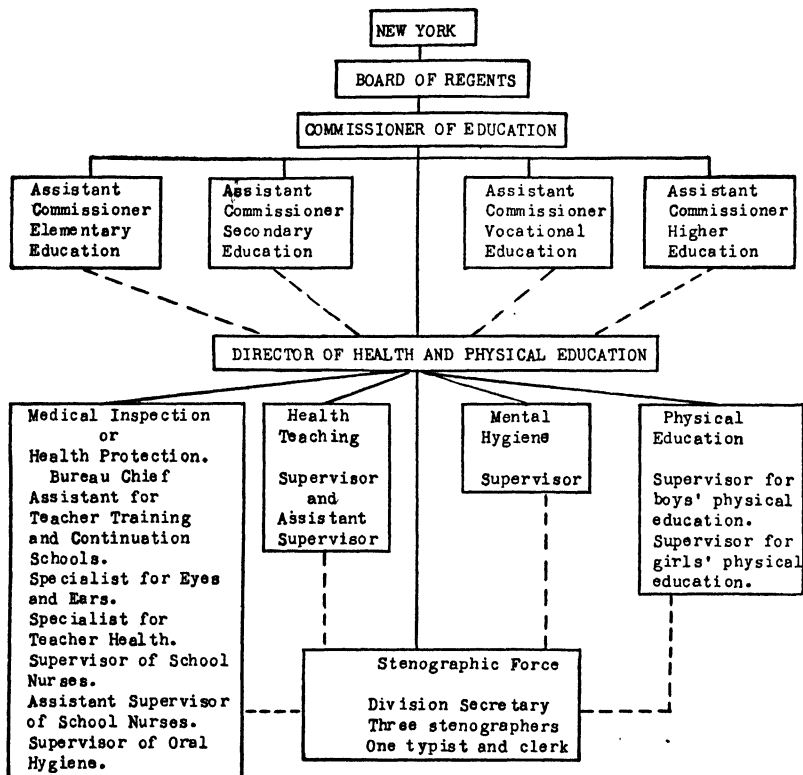 NEW YORK
BOARD OF REGENTS
COMMISSIONER OF EDUCATION
Assistant
Commissioner
Elementary
Education
Assistant
Commissioner
Secondary
Education
Assistant
Commissioner
Vocational
Education
Assistant
Commissioner
Higher
Education
DIRECTOR OF HEALTH AND PHYSICAL EDUCATION
Medical Inspection
or
Health Protection.
Bureau Chief
Assistant for
Teacher Training
and Continuation
Schools.
Specialist for Eyes
and Ears.
Specialist for
Teacher Health.
Supervisor of School
Nurses.
Assistant Supervisor
of School Nurses.
Supervisor of Oral
Hygiene.
Health
Teaching
Supervisor
and
Assistant
Supervisor
Mental
Hygiene
Supervisor
Physical
Education
Supervisor for
boys' physical
education.
Supervisor for
girls' physical
education.
Stenographic Force
Division Secretary
Three stenographers
One typist and clerk